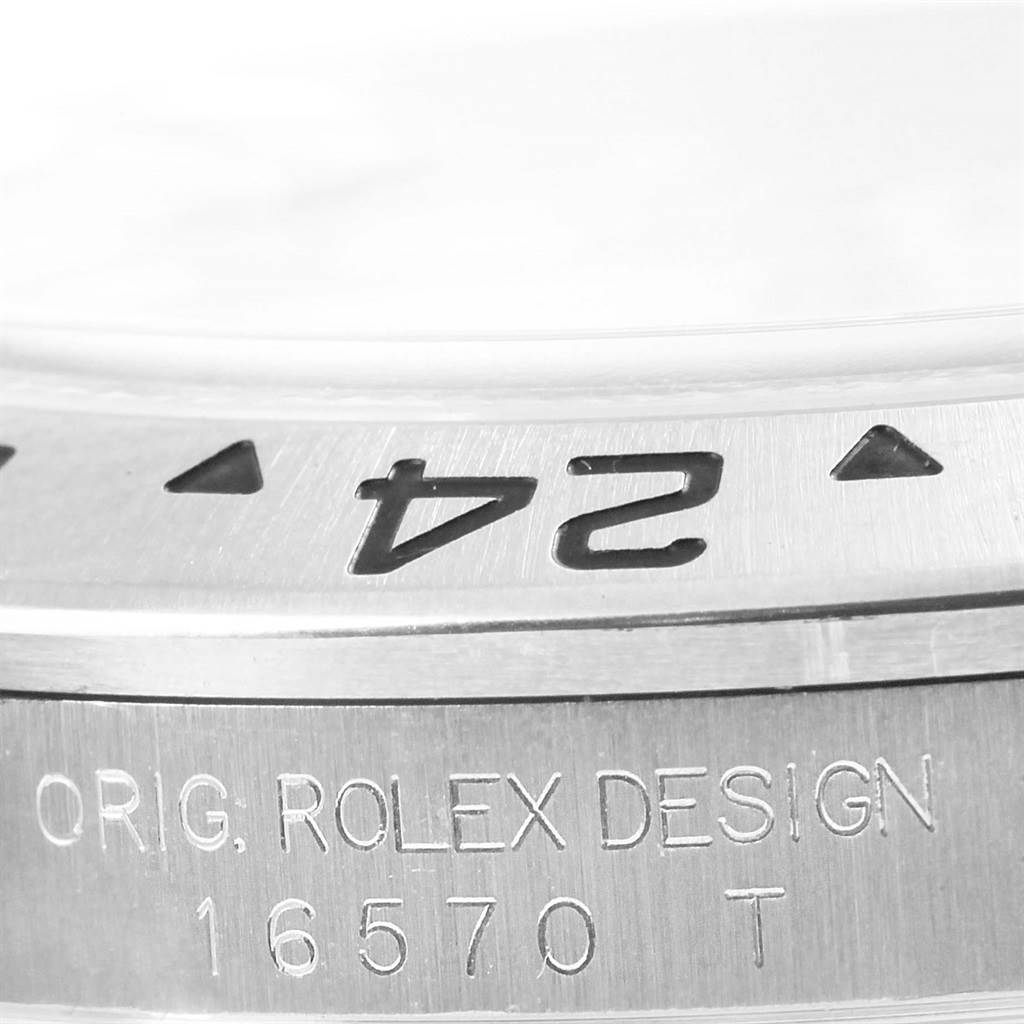 24
ORIG. ROLEX DESIGN
16570 T